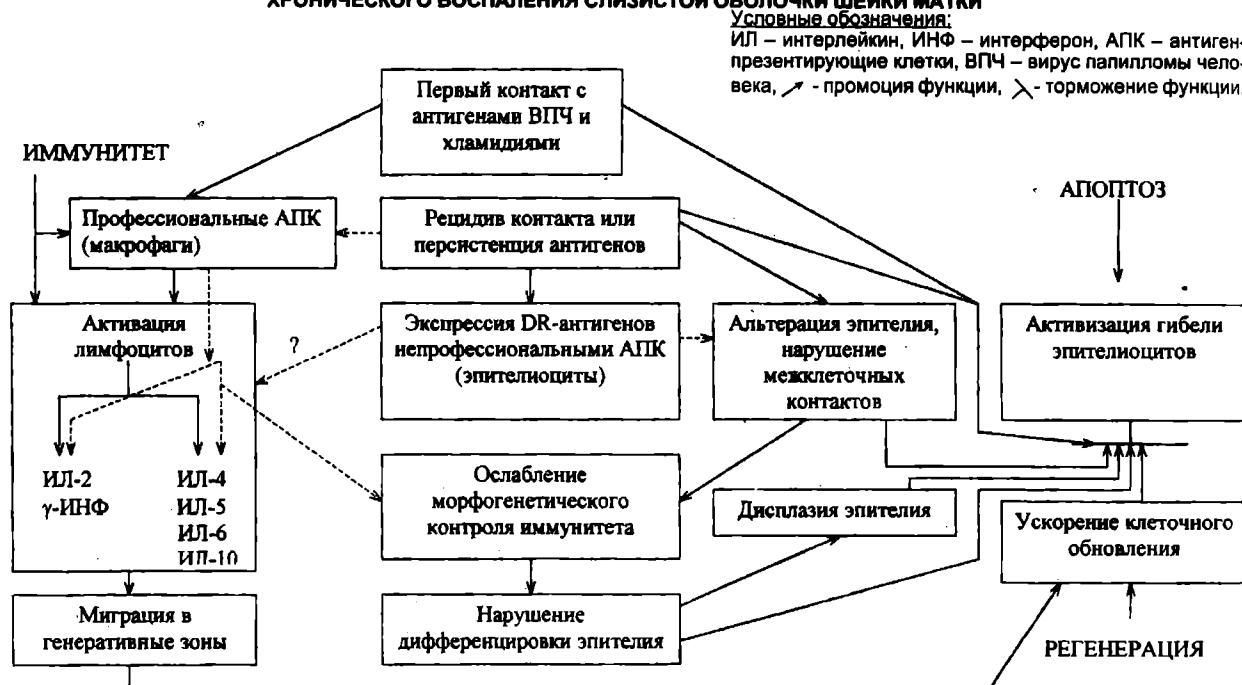 ХРОНИЧЕСКОГО ВОСПАЛЕНИЯ СЛИЗИСТОЙ ОБОЛОЧКИ ШЕЙКИ МАТКИ
Условные обозначения:
ИЛ – интерлейкин, ИНФ – интерферон, АПК – антиген-
презентирующие клетки, ВПЧ – вирус папилломы чело-
века, - промоция функции, - торможение функции.
Первый контакт с
антигенами ВПЧ и
хламидиями
ИММУНИТЕТ
АПОПТОЗ
Профессиональные АПК
(макрофаги)
Рецидив контакта или
персистенция антигенов
Активация
лимфоцитов
?
Экспрессия DR-антигенов
непрофессиональными АПК
(эпителиоциты)
Альтерация эпителия,
нарушение
межклеточных
контактов
Активизация гибели
эпителиоцитов
ИЛ-2
γ-ИНФ
ИЛ-4
ИЛ-5
ИЛ-6
ИЛ-10
Ослабление
морфогенетического
контроля иммунитета
Дисплазия эпителия
Ускорение клеточного
обновления
Миграция в
генеративные зоны
Нарушение
дифференцировки эпителия
РЕГЕНЕРАЦИЯ